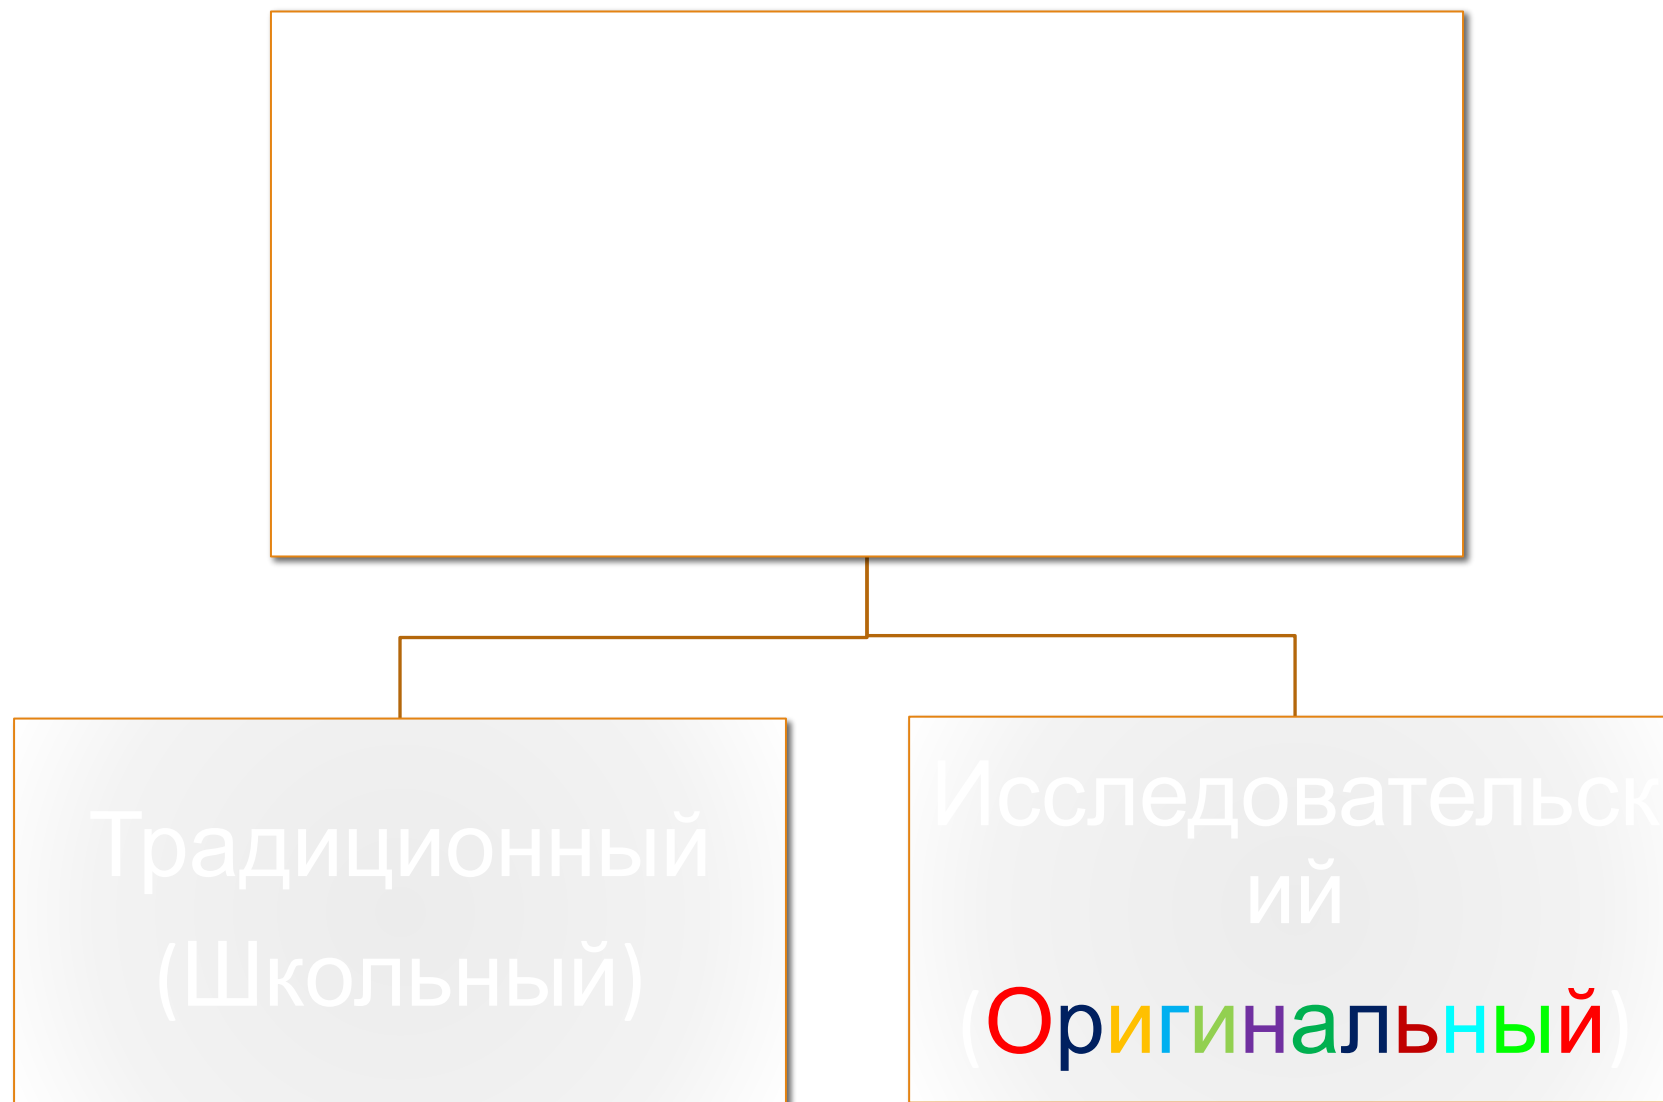 Традиционный
(Школьный)
Исследовательск
ий
(Оригинальный)